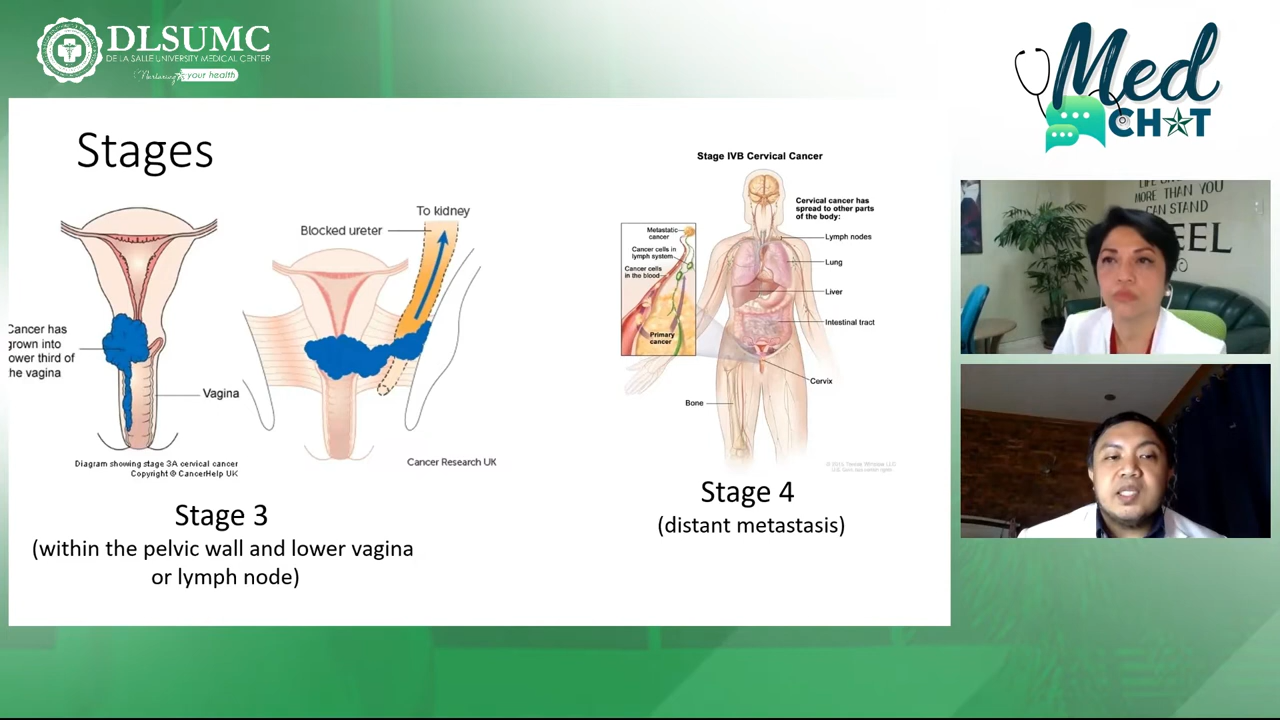 DLSUMC
DE LA SALLE UNIVERSITY MEDICAL CENTER
Nurturing your health
Med
CHAT
Stages
Cancer has
grown into
ower third of
he vagina
Vagina
Diagram showing stage 3A cervical cancer
Copyright © CancerHelp UK
To kidney
Blocked ureter
Cancer Research UK
Stage 3
(within the pelvic wall and lower vagina
or lymph node)
Stage IVB Cervical Cancer
Cervical cancer has
spread to other parts
of the body:
Metastatic
cancer
Cancer cells in
lymph system
Cancer cells
in the blood
Primary
cancer
Lymph nodes
Lung
Liver
Intestinal tract
Cervix
Bone
Stage 4
(distant metastasis)
MORE THAN YOU
CAN STAND
EEL